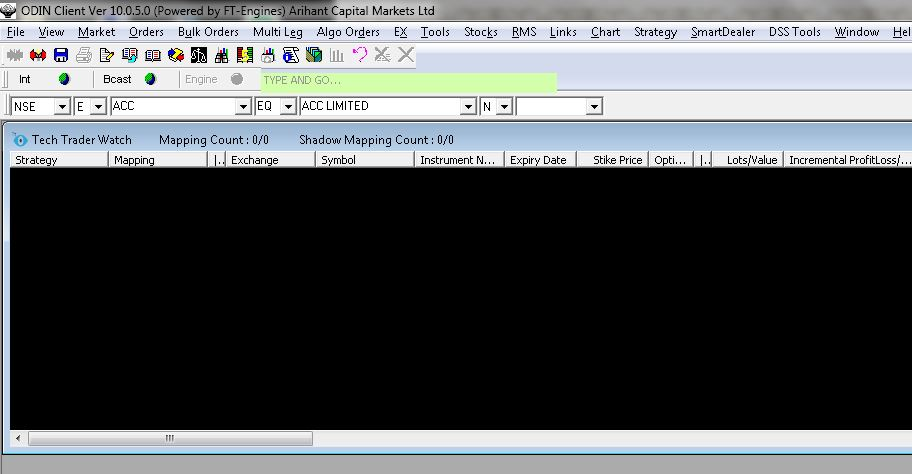 ODIN Client Ver 10.0.5.0 (Powered by FT-Engines) Arihant Capital Markets Ltd
File View Market Orders Bulk Orders Multi Leg Algo Orders EX Tools Stocks RMS Links Chart Strategy SmartDealer DSS Tools Window Hel
Int Bcast Engine TYPE AND GO...
NSE E ACC EQ ACC LIMITED N
Tech Trader Watch Mapping Count : 0/0 Shadow Mapping Count : 0/0
Strategy Mapping |.. Exchange Symbol Instrument N... Expiry Date Stike Price Opti... |.. Lots/Value Incremental ProfitLoss/...